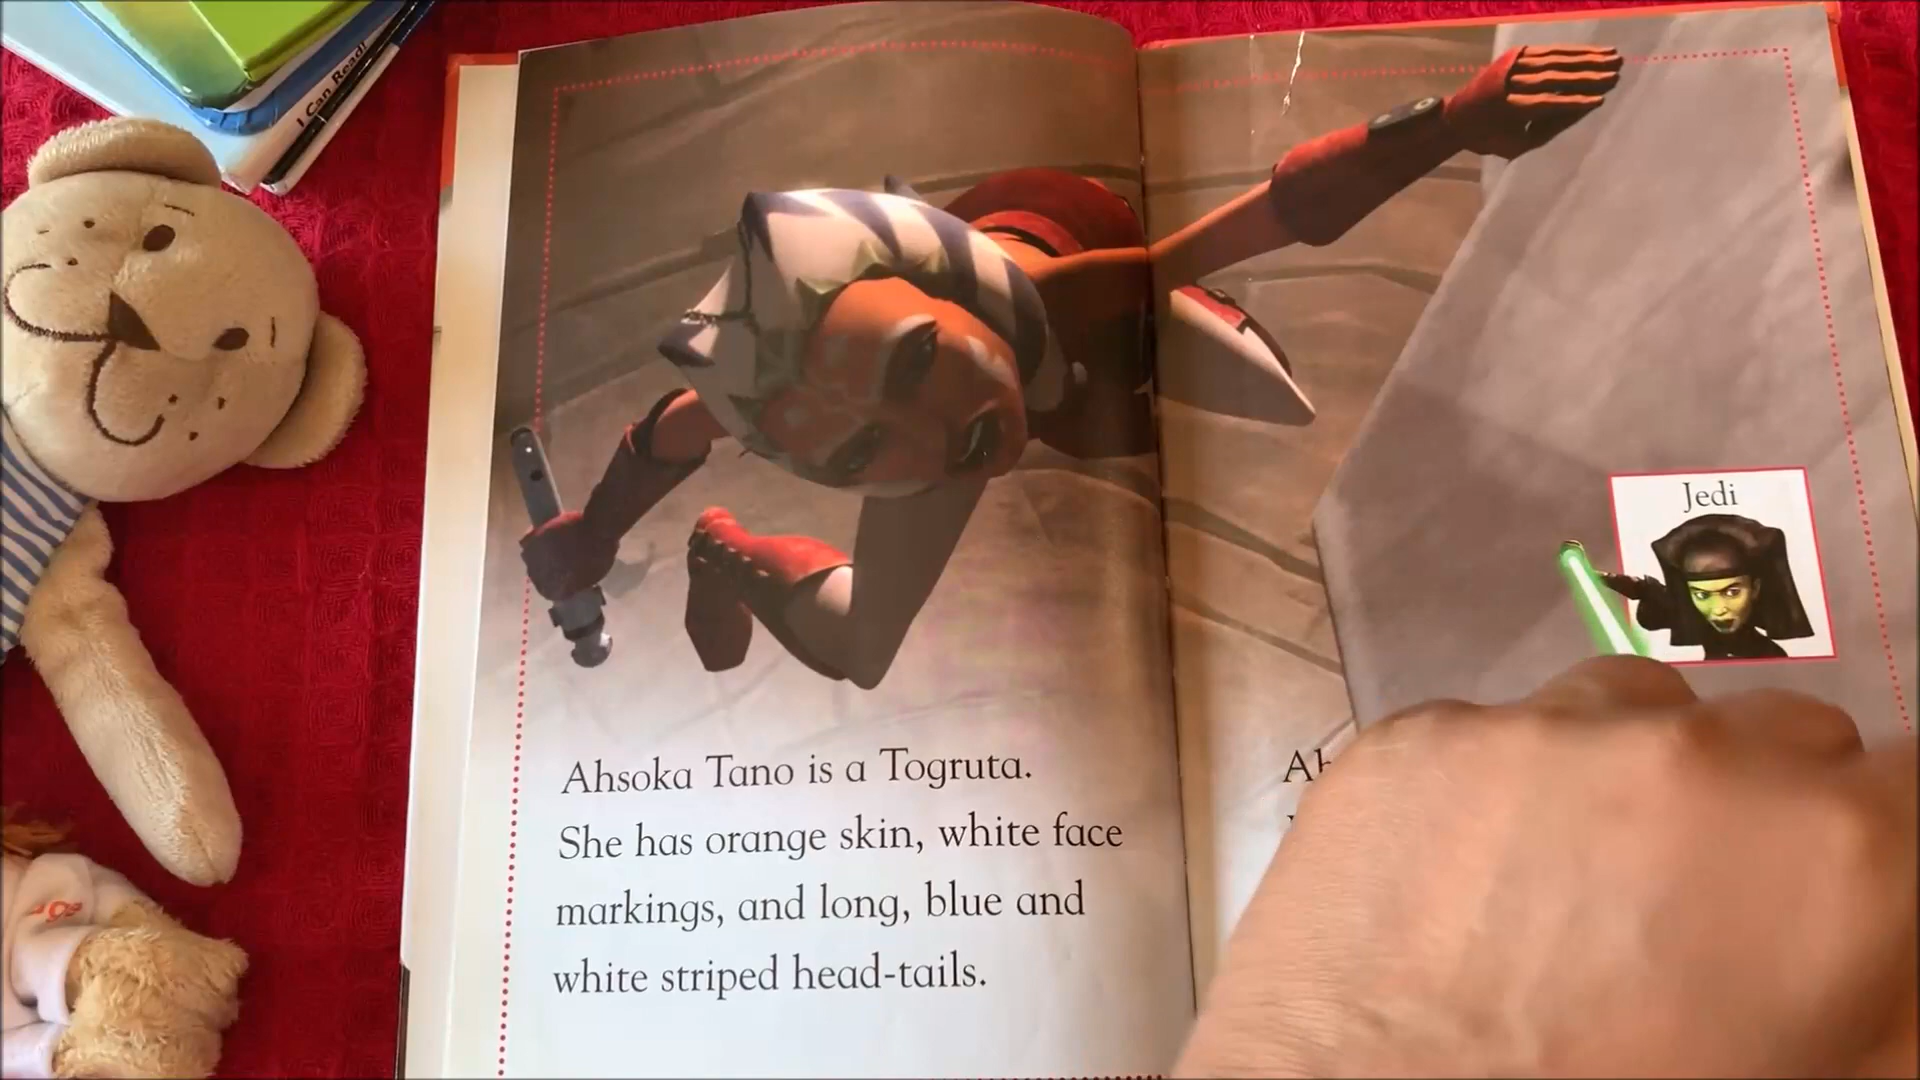 I Can Read!
Ahsoka Tano is a Togruta.
She has orange skin, white face
markings, and long, blue and
white striped head-tails.
Jedi